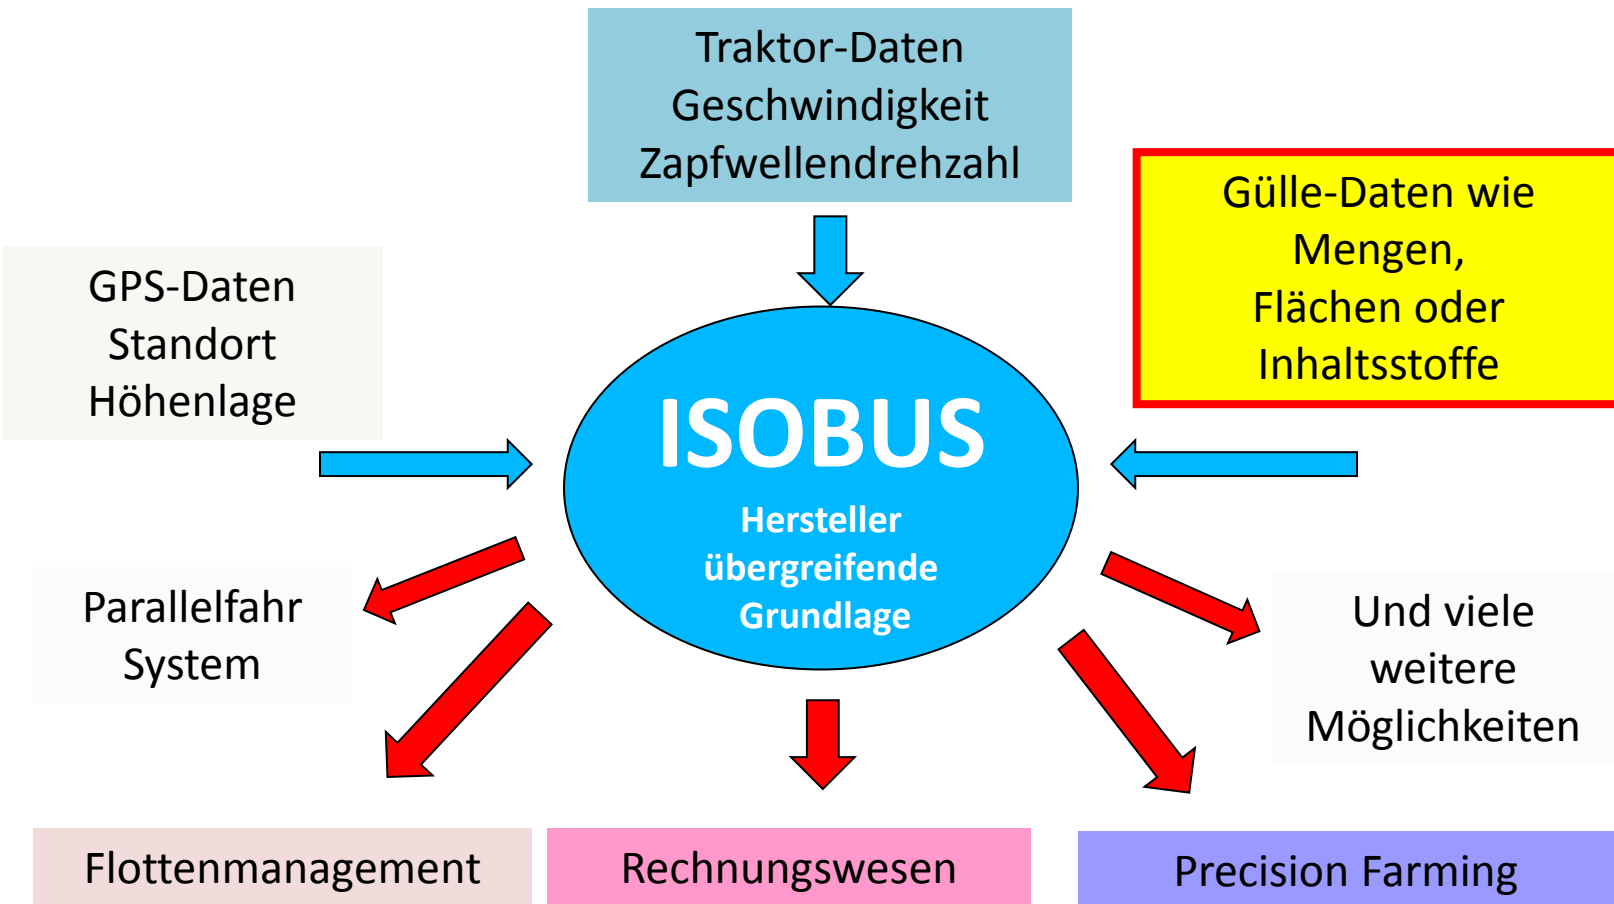 Traktor-Daten
Geschwindigkeit
Zapfwellendrehzahl
Gülle-Daten wie
Mengen,
Flächen oder
Inhaltsstoffe
GPS-Daten
Standort
Höhenlage
ISOBUS
Hersteller
übergreifende
Grundlage
Parallelfahr
System
Und viele
weitere
Möglichkeiten
Flottenmanagement
Rechnungswesen
Precision Farming